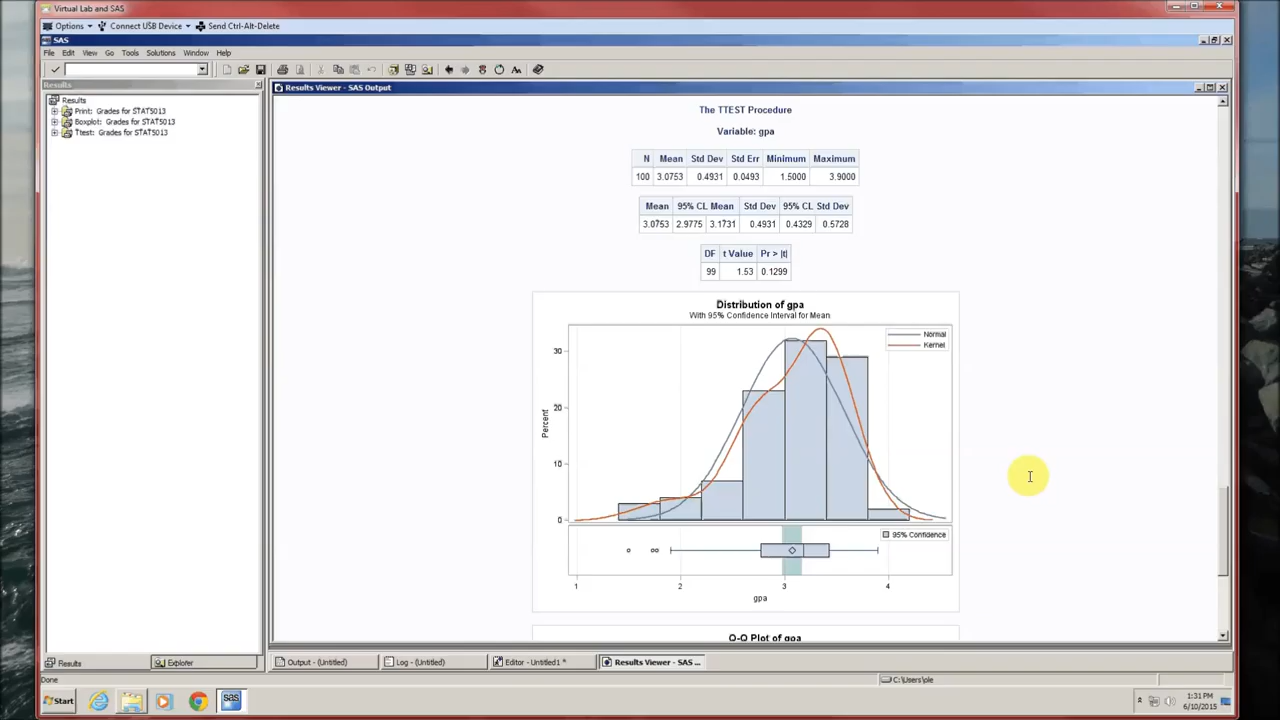 Virtual Lab and SAS
Options Connect USB Device Send Ctrl-Alt-Delete
SAS
File Edit View Go Tools Solutions Window Help
Results
Results Viewer - SAS Output
Results
Print: Grades for STAT5013
Boxplot: Grades for STAT5013
Ttest: Grades for STAT5013
The TTEST Procedure
Variable: gpa
N Mean Std Dev Std Err Minimum Maximum
100 3.0753 0.4931 0.0493 1.5000 3.9000
Mean 95% CL Mean Std Dev 95% CL Std Dev
3.0753 2.9775 3.1731 0.4931 0.4329 0.5728
DF t Value Pr > |t|
99 1.53 0.1299
Distribution of gpa
With 95% Confidence Interval for Mean
Normal
Kernel
30
20
10
0
Percent
95% Confidence
1 2 3 4
gpa
Q-Q Plot of gpa
Results Explorer
Output - (Untitled) Log - (Untitled) Editor - Untitled1 * Results Viewer - SAS ...
Done C:\Users\ple
Start sas 1:31 PM
6/10/2015